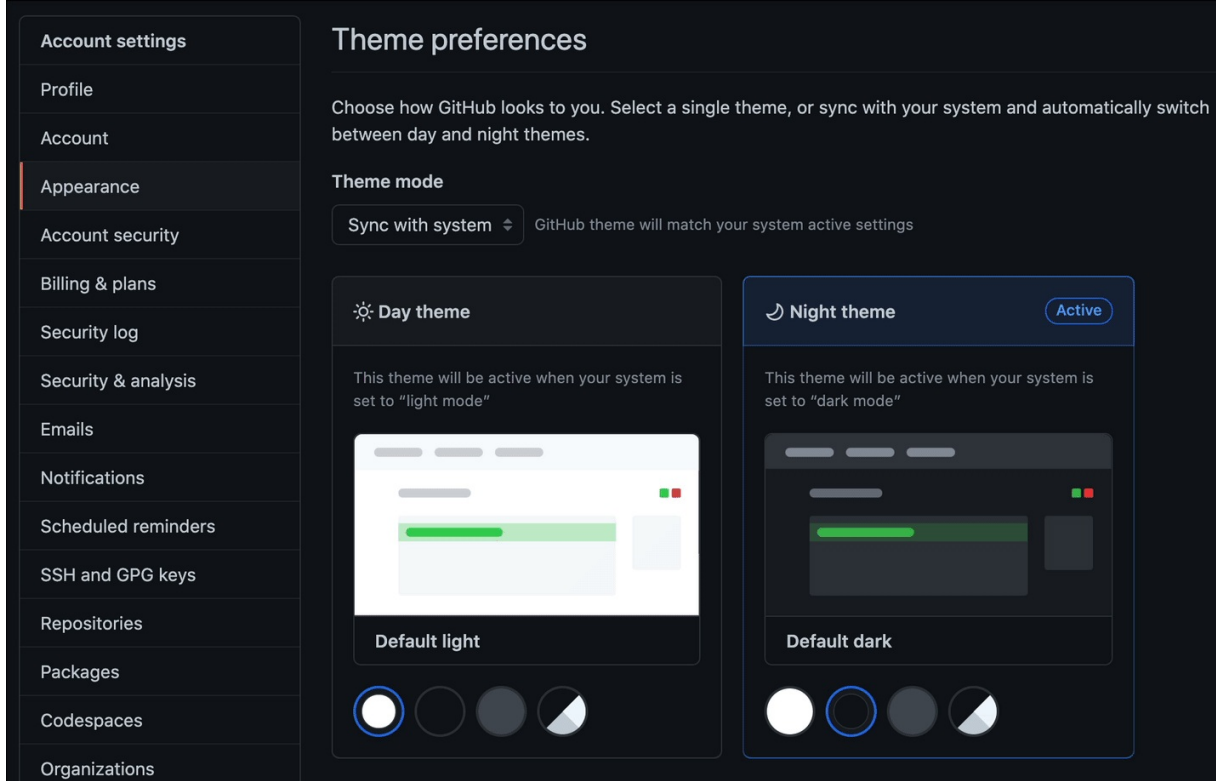 Account settings
Profile
Account
Appearance
Account security
Billing & plans
Security log
Security & analysis
Emails
Notifications
Scheduled reminders
SSH and GPG keys
Repositories
Packages
Codespaces
Organizations
Theme preferences
Choose how GitHub looks to you. Select a single theme, or sync with your system and automatically switch
between day and night themes.
Theme mode
Sync with system
GitHub theme will match your system active settings
Day theme
This theme will be active when your system is
set to “light mode”
Default light
Night theme
Active
This theme will be active when your system is
set to “dark mode”
Default dark